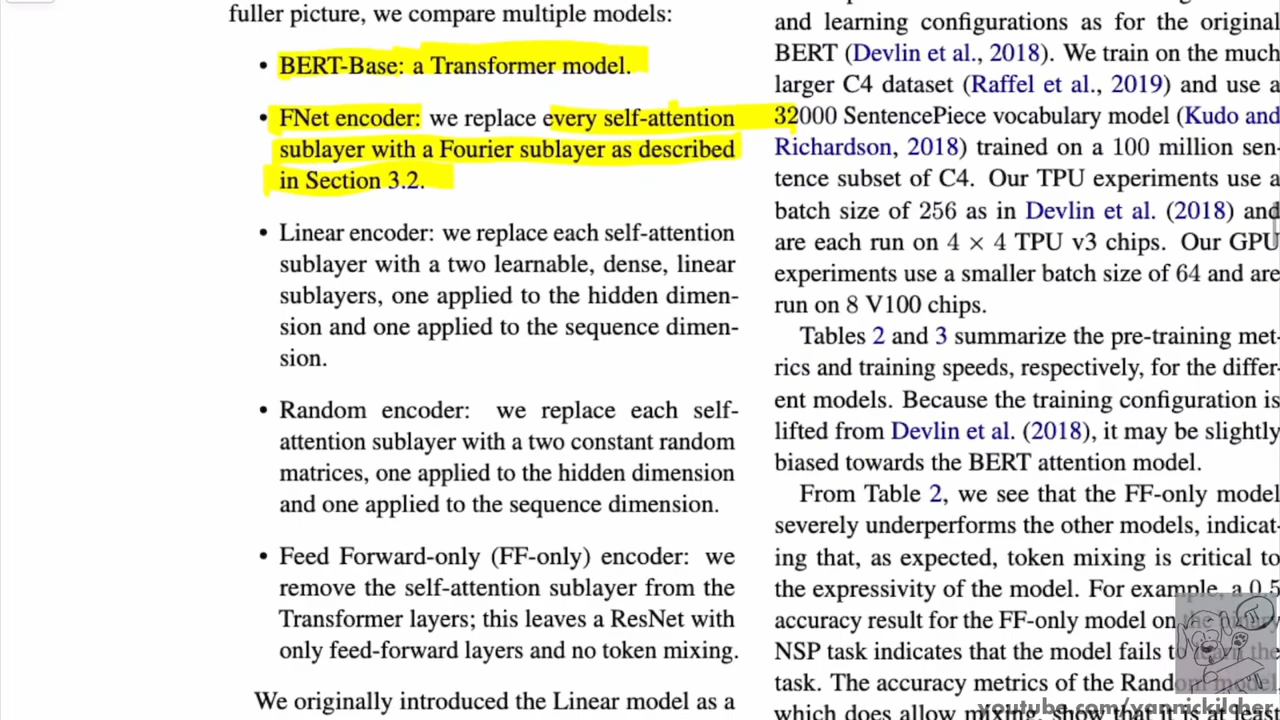 fuller picture, we compare multiple models:
• BERT-Base: a Transformer model.
• FNet encoder: we replace every self-attention
sublayer with a Fourier sublayer as described
in Section 3.2.
• Linear encoder: we replace each self-attention
sublayer with a two learnable, dense, linear
sublayers, one applied to the hidden dimen-
sion and one applied to the sequence dimen-
sion.
• Random encoder: we replace each self-
attention sublayer with a two constant random
matrices, one applied to the hidden dimension
and one applied to the sequence dimension.
• Feed Forward-only (FF-only) encoder: we
remove the self-attention sublayer from the
Transformer layers; this leaves a ResNet with
only feed-forward layers and no token mixing.
We originally introduced the Linear model as a
and learning configurations as for the original
BERT (Devlin et al., 2018). We train on the much
larger C4 dataset (Raffel et al., 2019) and use a
32000 SentencePiece vocabulary model (Kudo and
Richardson, 2018) trained on a 100 million sen-
tence subset of C4. Our TPU experiments use a
batch size of 256 as in Devlin et al. (2018) and
are each run on 4 × 4 TPU v3 chips. Our GPU
experiments use a smaller batch size of 64 and are
run on 8 V100 chips.
Tables 2 and 3 summarize the pre-training met-
rics and training speeds, respectively, for the differ-
ent models. Because the training configuration is
lifted from Devlin et al. (2018), it may be slightly
biased towards the BERT attention model.
From Table 2, we see that the FF-only model
severely underperforms the other models, indicat-
ing that, as expected, token mixing is critical to
the expressivity of the model. For example, a 0.5
accuracy result for the FF-only model on the
NSP task indicates that the model fails to learn the
task. The accuracy metrics of the Random model,
which does allow mixing, show that it is at least
youtube.com/yannickilcher